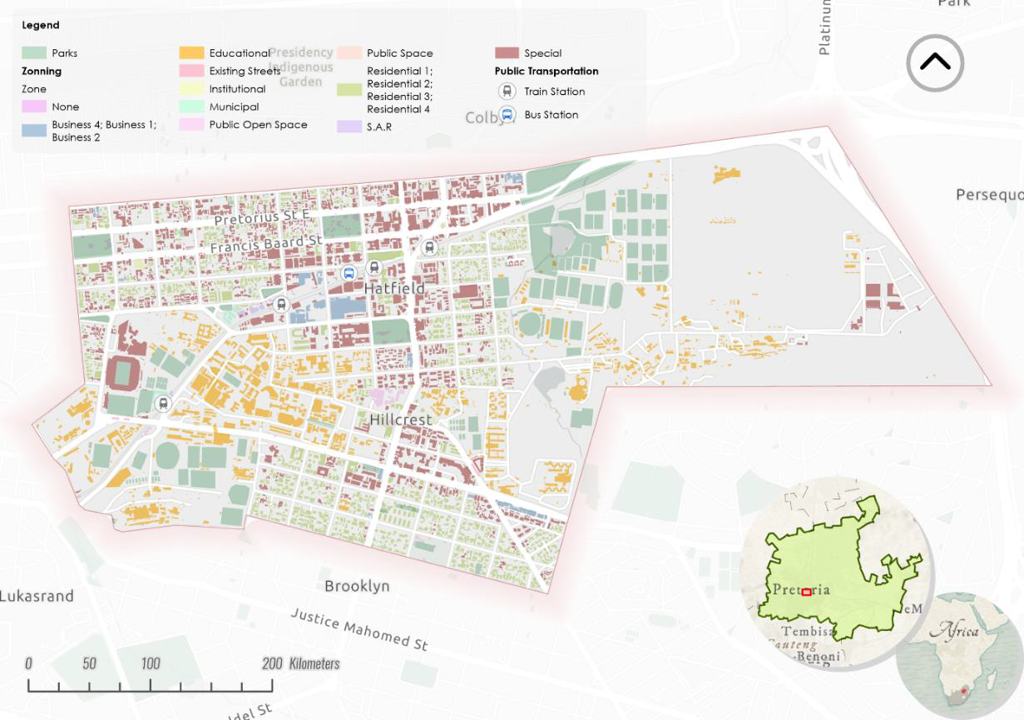 Legend
Parks
Zonning
Zone
None
Business 4; Business 1;
Business 2
Educational
Existing Streets
Institutional
Municipal
Public Open Space
Public Space
Residential 1;
Residential 2;
Residential 3;
Residential 4
S.A.R
Special
Public Transportation
Train Station
Bus Station
Presidency
Indigenous
Garden
Platinum
Park
Persequo
Pretorius St E
Francis Baard St
Hatfield
Hillcrest
Brooklyn
Lukasrand
Justice Mahomed St
0 50 100 200 Kilometers
Pretoria
eM
Tembisa
Gauteng
Benoni
Africa